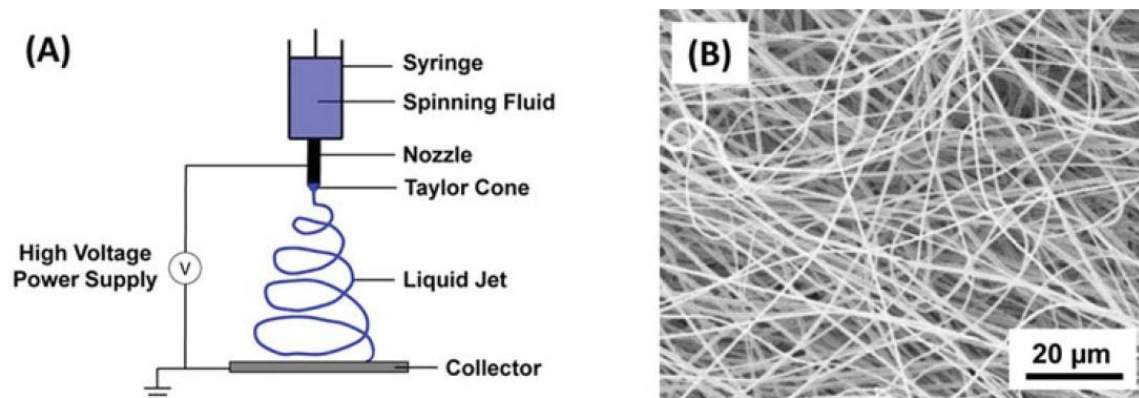 (A)
Syringe
Spinning Fluid
Nozzle
Taylor Cone
High Voltage
Power Supply
V
Liquid Jet
Collector
(B)
20 µm